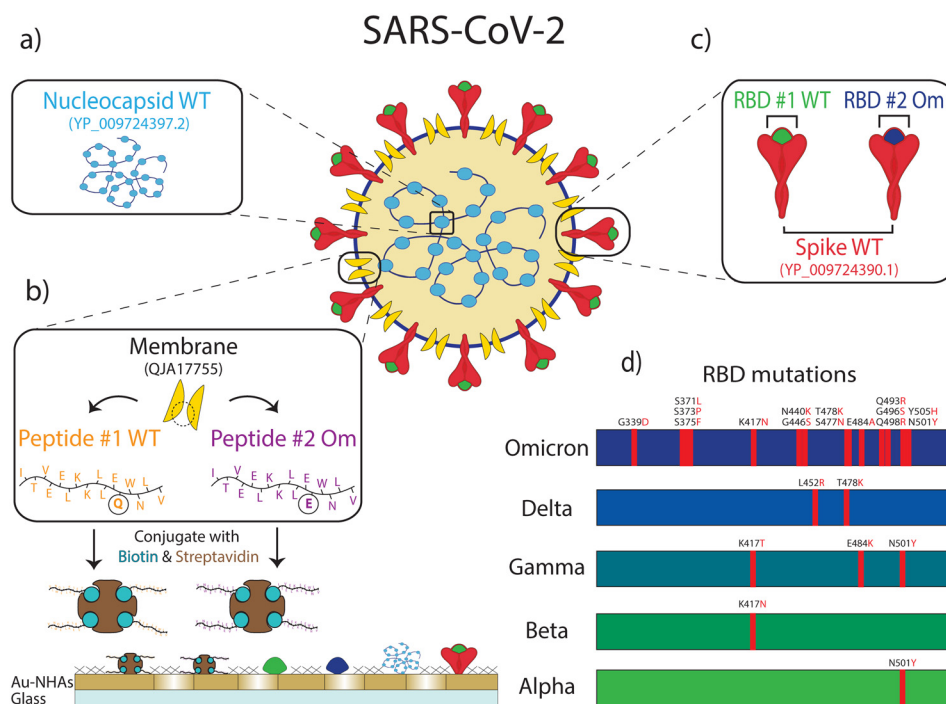 SARS-CoV-2
a)
Nucleocapsid WT
(YP_009724397.2)
b)
Membrane
(QJA17755)
Peptide #1 WT
Peptide #2 Om
I V E K L E W L V
T E L K L Q N
I V E K L E W L V
T E L K L E N
Conjugate with
Biotin & Streptavidin
Au-NHAs
Glass
c)
RBD #1 WT
RBD #2 Om
Spike WT
(YP_009724390.1)
d)
RBD mutations
Omicron
G339D
S371L
S373P
S375F
K417N
N440K
G446S
T478K
S477N
E484A
Q493R
G496S
Q498R
Y505H
N501Y
Delta
L452R
T478K
Gamma
K417T
E484K
N501Y
Beta
K417N
Alpha
N501Y